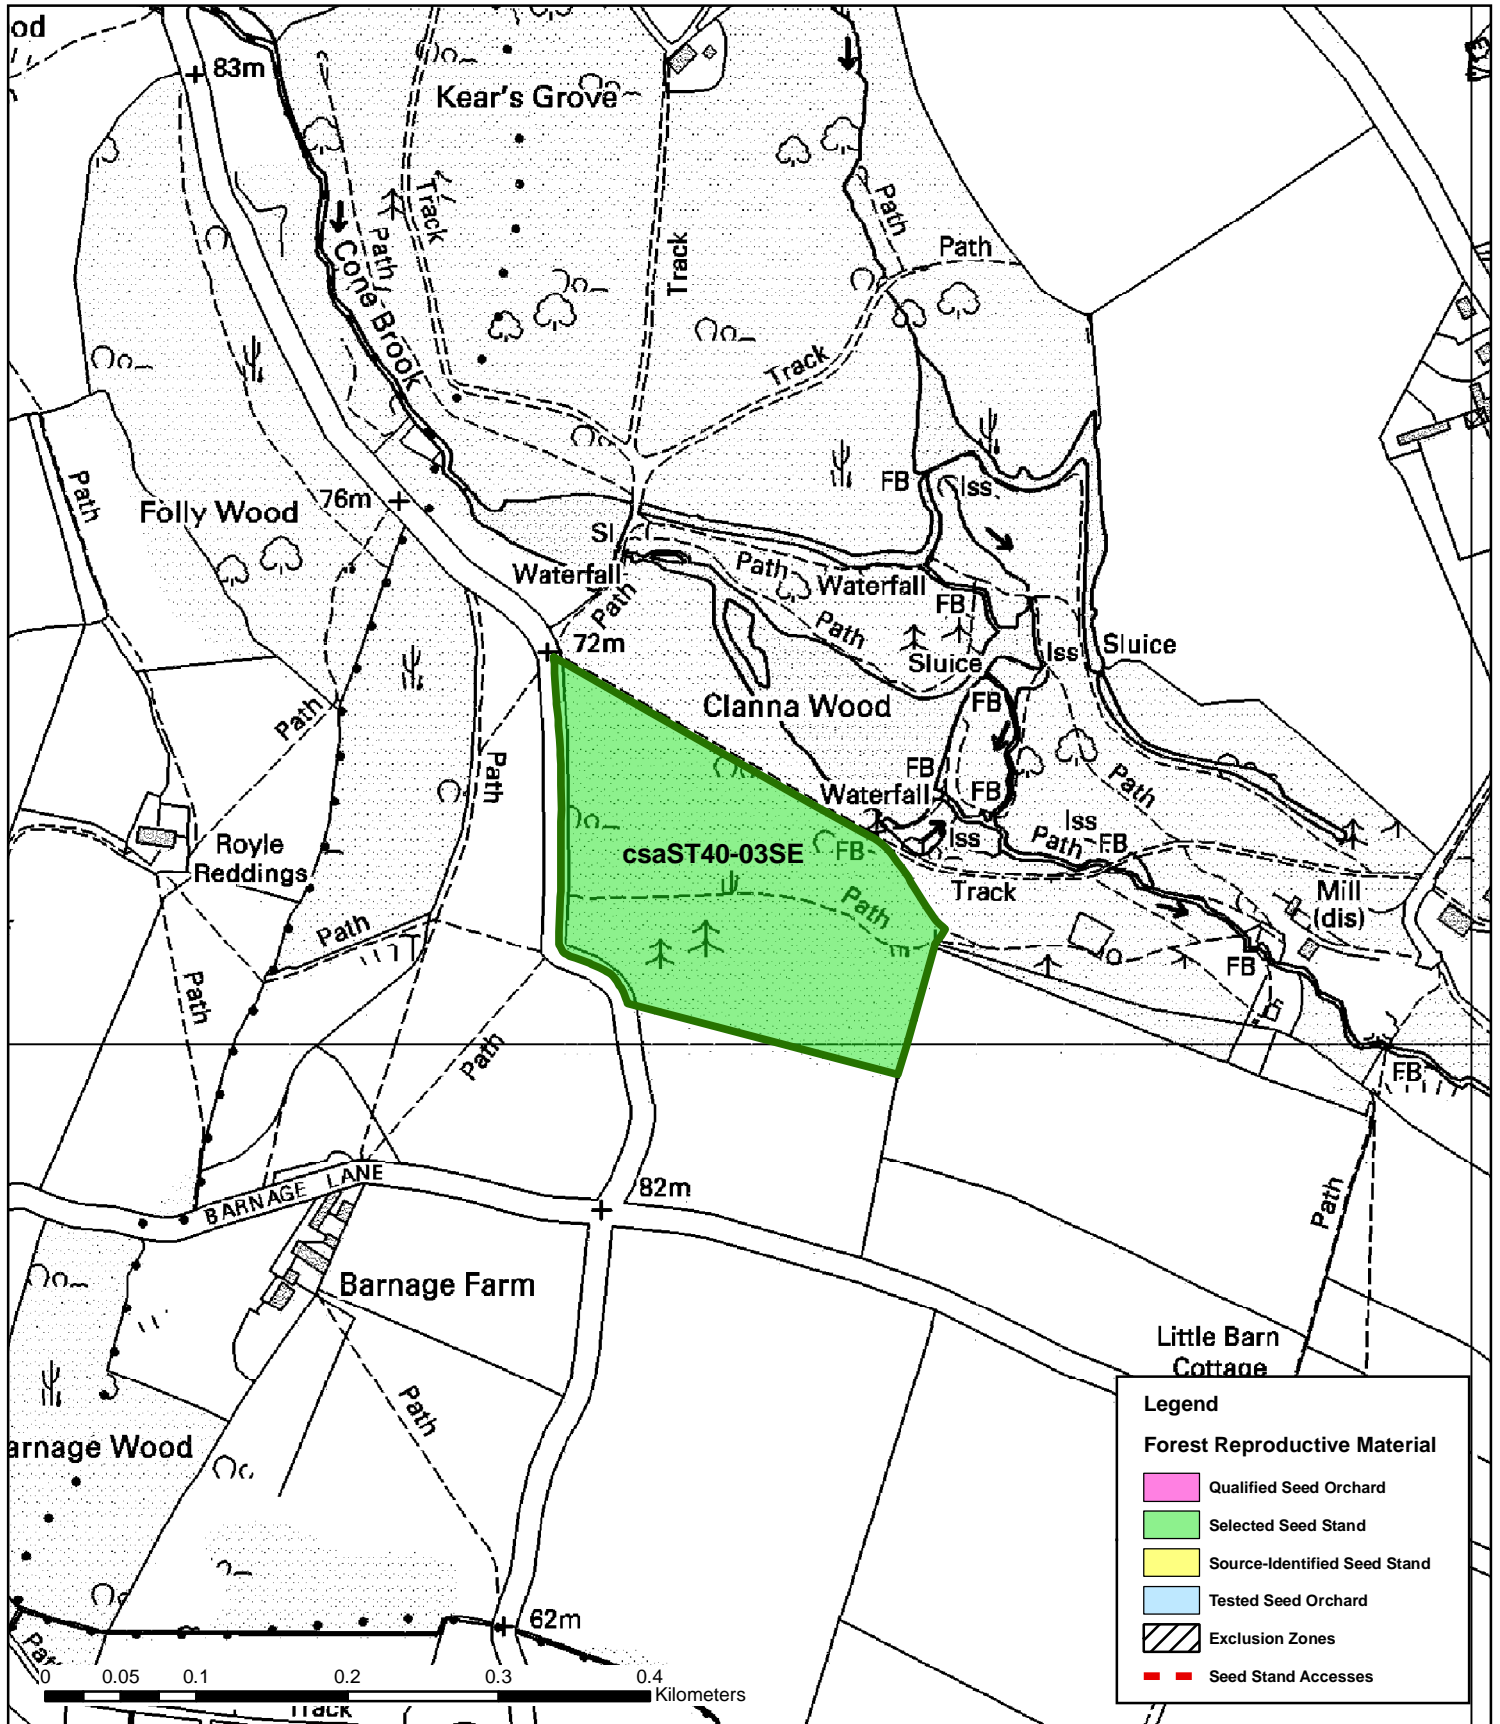 od
83m
Kear's Grove
Track
Path
Path
Path
Cone Brook
Track
Track
Path
76m
Folly Wood
FB
Iss
Sl
Waterfall
Path
Waterfall
FB
Path
Path
72m
Sluice
Iss
Sluice
Clanna Wood
FB
Path
Path
FB
FB
Waterfall
Path
Iss
Royle
Reddings
csaST40-03SE
FB
Iss
Path
FB
Track
Mill
(dis)
Path
Path
FB
Path
Path
FB
BARNAGE LANE
82m
Path
Barnage Farm
Little Barn
Cottage
Path
arnage Wood
62m
Pat
Track
0
0.05
0.1
0.2
0.3
0.4
Kilometers
Legend
Forest Reproductive Material
Qualified Seed Orchard
Selected Seed Stand
Source-Identified Seed Stand
Tested Seed Orchard
Exclusion Zones
Seed Stand Accesses